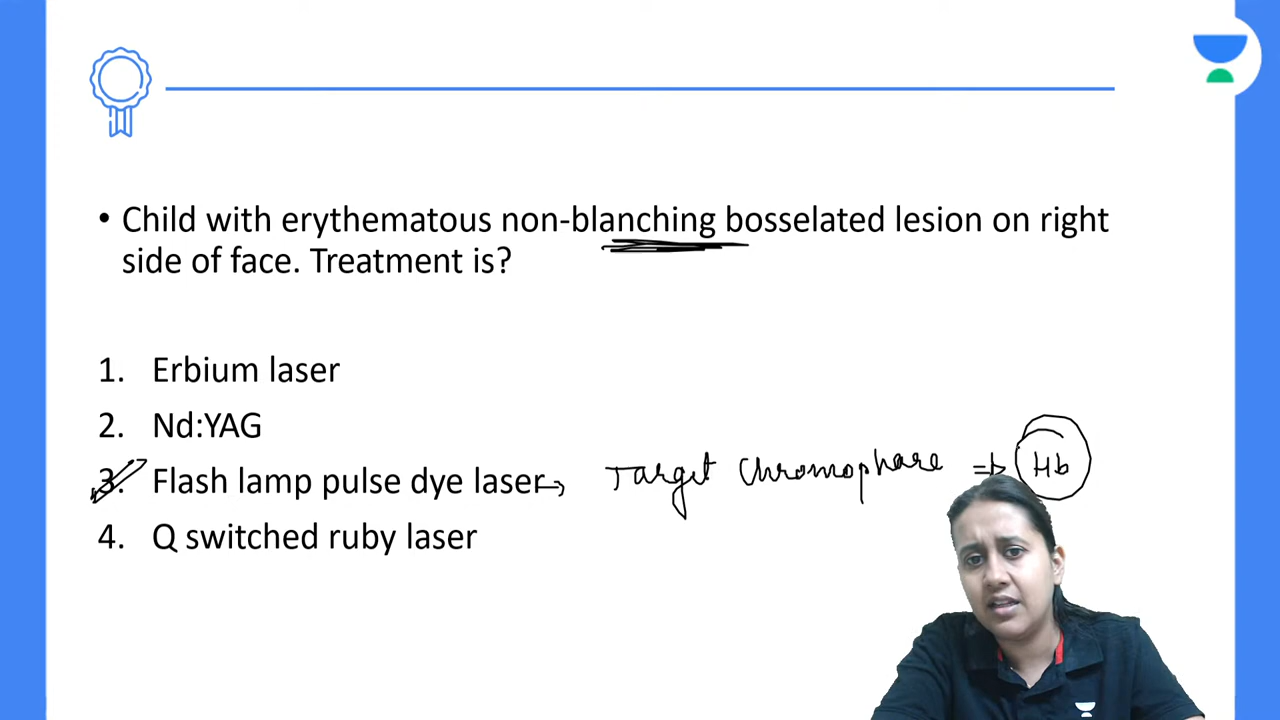 • Child with erythematous non-blanching bosselated lesion on right
side of face. Treatment is?
1. Erbium laser
2. Nd:YAG
3. Flash lamp pulse dye laser → Target Chromophare ⇒ Hb
4. Q switched ruby laser